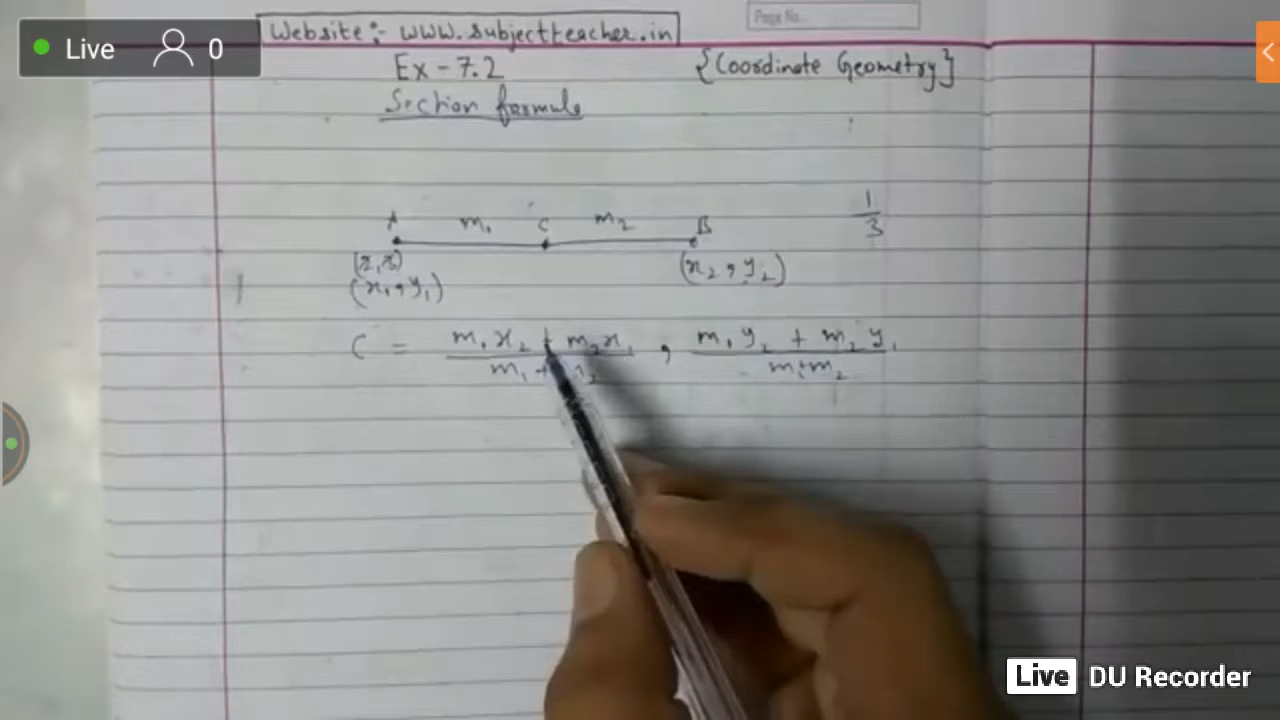 Page No.
Website:- www.subjectteacher.in
Live 0
Ex-7.2 {Coordinate Geometry}
Section formula
1/3
A m₁ C m₂ B
(x₁,y₁) (x₂,y₂)
C = m₁x₂+m₂x₁/m₁+m₂ , m₁y₂+m₂y₁/m₁+m₂
Live DU Recorder